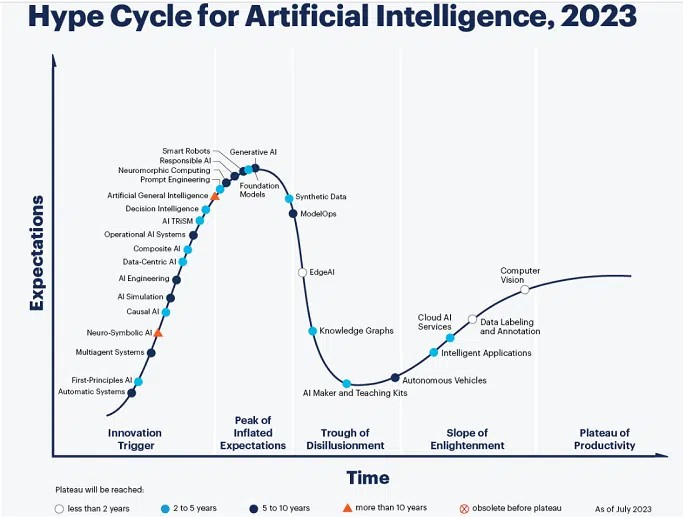 Hype Cycle for Artificial Intelligence, 2023
Expectations
Smart Robots
Responsible AI
Neuromorphic Computing
Prompt Engineering
Artificial General Intelligence
Decision Intelligence
AI TRiSM
Operational AI Systems
Composite AI
Data-Centric AI
AI Engineering
AI Simulation
Causal AI
Neuro-Symbolic AI
Multiagent Systems
First-Principles AI
Automatic Systems
Generative AI
Foundation
Models
Synthetic Data
ModelOps
EdgeAI
Knowledge Graphs
AI Maker and Teaching Kits
Autonomous Vehicles
Intelligent Applications
Cloud AI
Services
Data Labeling
and Annotation
Computer
Vision
Innovation
Trigger
Peak of
Inflated
Expectations
Trough of
Disillusionment
Slope of
Enlightenment
Plateau of
Productivity
Time
Plateau will be reached:
less than 2 years
2 to 5 years
5 to 10 years
more than 10 years
obsolete before plateau
As of July 2023